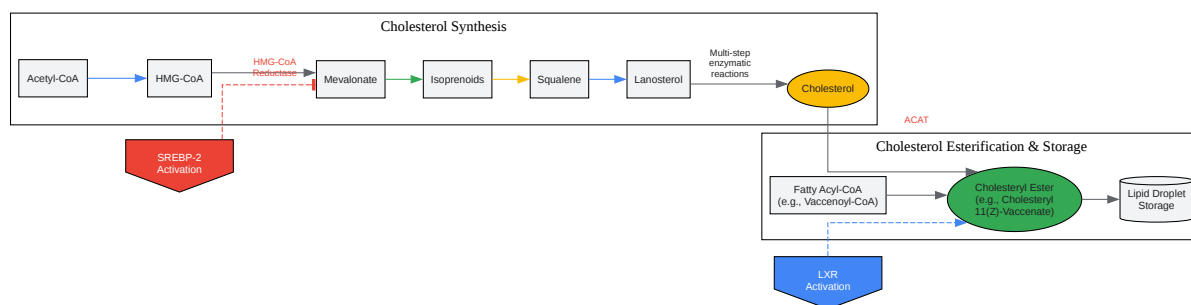 Cholesterol Synthesis
Acetyl-CoA
HMG-CoA
HMG-CoA
Reductase
Mevalonate
Isoprenoids
Squalene
Lanosterol
Multi-step
enzymatic
reactions
Cholesterol
SREBP-2
Activation
ACAT
Cholesterol Esterification & Storage
Fatty Acyl-CoA
(e.g., Vaccenoyl-CoA)
Cholesteryl Ester
(e.g., Cholesteryl
11(Z)-Vaccenate)
Lipid Droplet
Storage
LXR
Activation